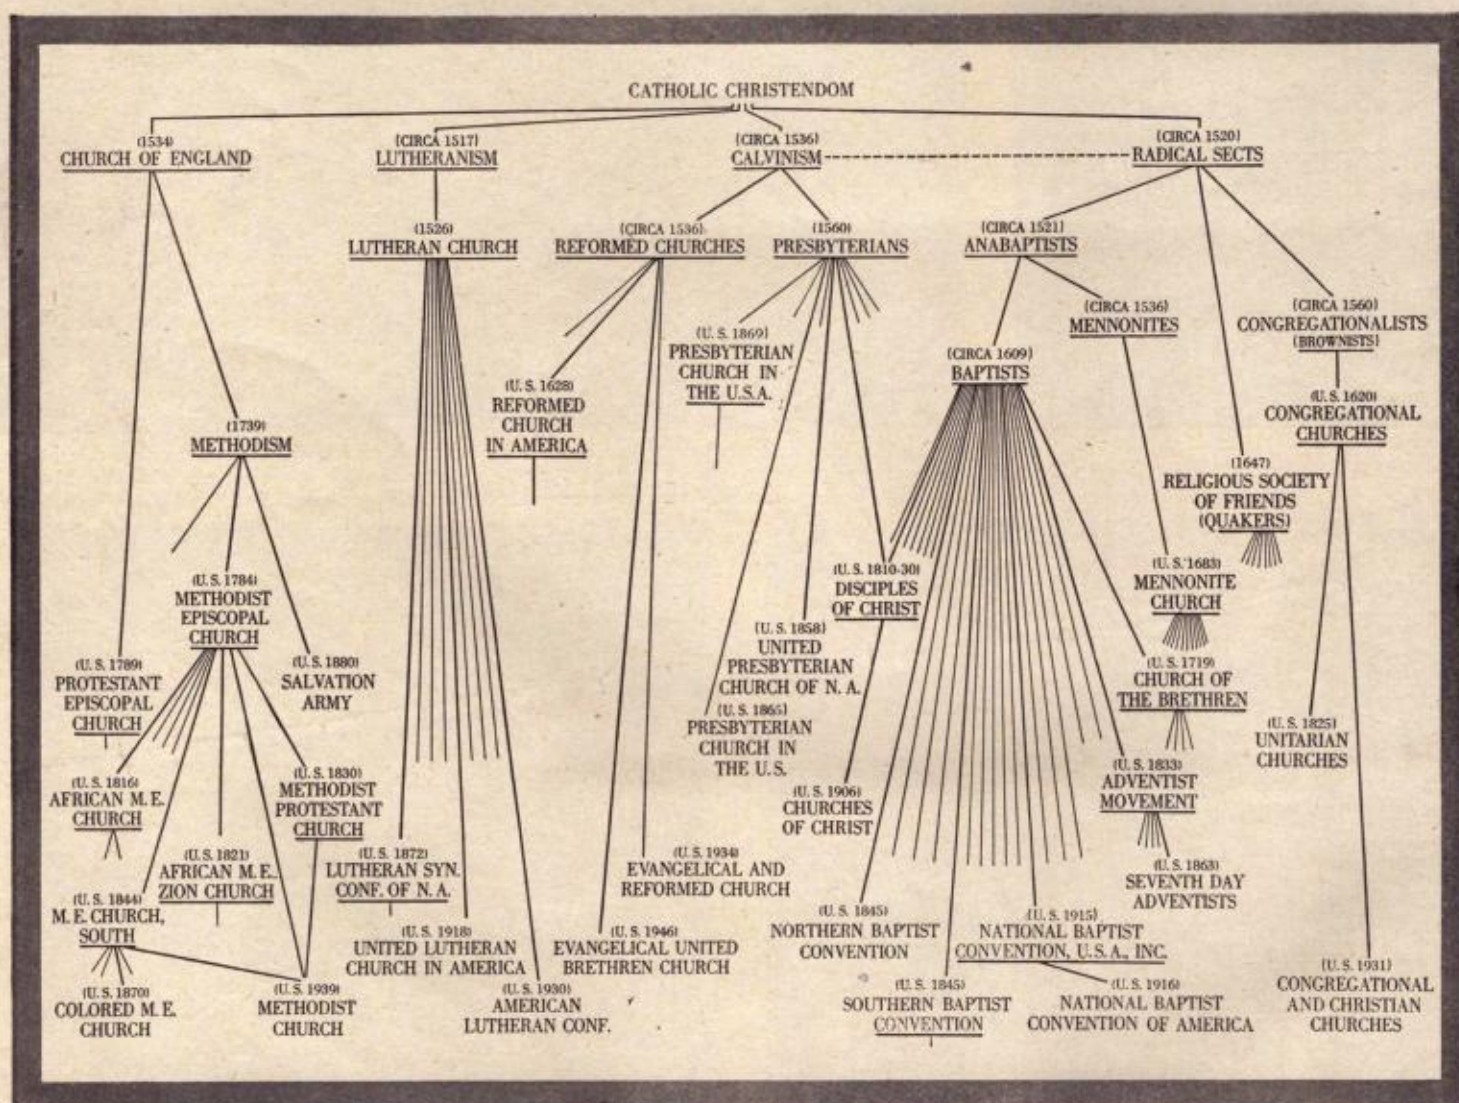 CATHOLIC CHRISTENDOM
(1534)
CHURCH OF ENGLAND
(CIRCA 1517)
LUTHERANISM
(CIRCA 1536)
CALVINISM
(CIRCA 1520)
RADICAL SECTS
(1526)
LUTHERAN CHURCH
(CIRCA 1536)
REFORMED CHURCHES
(1560)
PRESBYTERIANS
(CIRCA 1521)
ANABAPTISTS
(CIRCA 1536)
MENNONITES
(CIRCA 1560)
CONGREGATIONALISTS
(BROWNISTS)
(U. S. 1869)
PRESBYTERIAN
CHURCH IN
THE U.S.A.
(CIRCA 1609)
BAPTISTS
(U. S. 1628)
REFORMED
CHURCH
IN AMERICA
(U. S. 1620)
CONGREGATIONAL
CHURCHES
(1739)
METHODISM
(1647)
RELIGIOUS SOCIETY
OF FRIENDS
(QUAKERS)
(U. S. 1784)
METHODIST
EPISCOPAL
CHURCH
(U. S. 1810-30)
DISCIPLES
OF CHRIST
(U. S. 1683)
MENNONITE
CHURCH
(U. S. 1789)
PROTESTANT
EPISCOPAL
CHURCH
(U. S. 1880)
SALVATION
ARMY
(U. S. 1858)
UNITED
PRESBYTERIAN
CHURCH OF N. A.
(U. S. 1719)
CHURCH OF
THE BRETHREN
(U. S. 1865)
PRESBYTERIAN
CHURCH IN
THE U.S.
(U. S. 1825)
UNITARIAN
CHURCHES
(U. S. 1816)
AFRICAN M. E.
CHURCH
(U. S. 1830)
METHODIST
PROTESTANT
CHURCH
(U. S. 1906)
CHURCHES
OF CHRIST
(U. S. 1833)
ADVENTIST
MOVEMENT
(U. S. 1821)
AFRICAN M. E.
ZION CHURCH
(U. S. 1872)
LUTHERAN SYN.
CONF. OF N. A.
(U. S. 1934)
EVANGELICAL AND
REFORMED CHURCH
(U. S. 1863)
SEVENTH DAY
ADVENTISTS
(U. S. 1844)
M. E. CHURCH,
SOUTH
(U. S. 1918)
UNITED LUTHERAN
CHURCH IN AMERICA
(U. S. 1946)
EVANGELICAL UNITED
BRETHREN CHURCH
(U. S. 1845)
NORTHERN BAPTIST
CONVENTION
(U. S. 1915)
NATIONAL BAPTIST
CONVENTION, U.S.A., INC.
(U. S. 1931)
CONGREGATIONAL
AND CHRISTIAN
CHURCHES
(U. S. 1870)
COLORED M. E.
CHURCH
(U. S. 1939)
METHODIST
CHURCH
(U. S. 1930)
AMERICAN
LUTHERAN CONF.
(U. S. 1845)
SOUTHERN BAPTIST
CONVENTION
(U. S. 1916)
NATIONAL BAPTIST
CONVENTION OF AMERICA